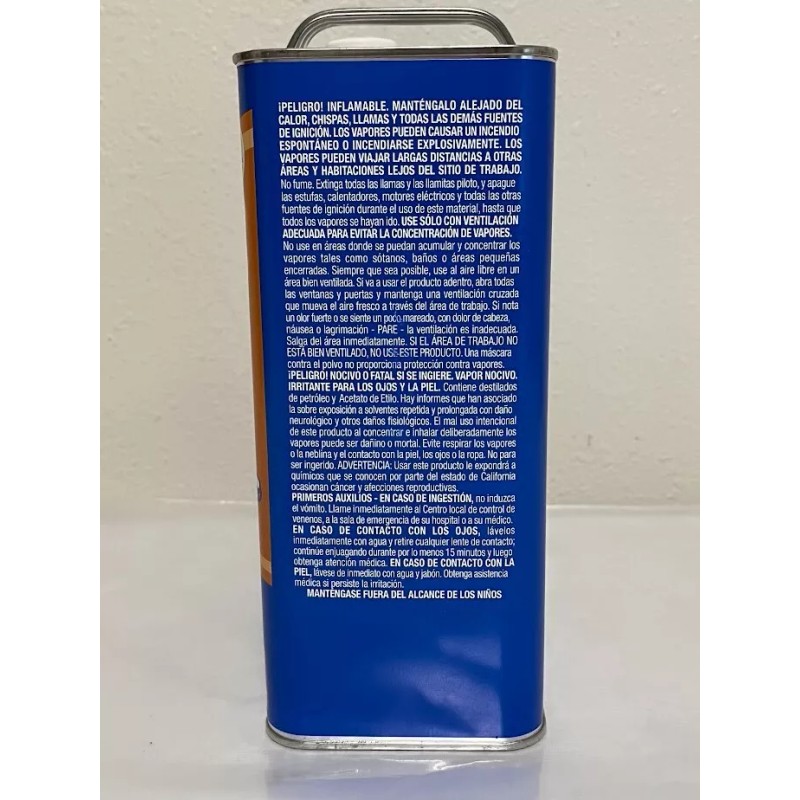 ¡PELIGRO! INFLAMABLE. MANTÉNGALO ALEJADO DEL
CALOR, CHISPAS, LLAMAS Y TODAS LAS DEMÁS FUENTES
DE IGNICIÓN. LOS VAPORES PUEDEN CAUSAR UN INCENDIO
ESPONTÁNEO O INCENDIARSE EXPLOSIVAMENTE. LOS
VAPORES PUEDEN VIAJAR LARGAS DISTANCIAS A OTRAS
ÁREAS Y HABITACIONES LEJOS DEL SITIO DE TRABAJO.
No fume. Extinga todas las llamas y las llamitas piloto, y apague
las estufas, calentadores, motores eléctricos y todas las otras
fuentes de ignición durante el uso de este material, hasta que
todos los vapores se hayan ido. USE SÓLO CON VENTILACIÓN
ADECUADA PARA EVITAR LA CONCENTRACIÓN DE VAPORES.
No use en áreas donde se puedan acumular y concentrar los
vapores tales como sótanos, baños o áreas pequeñas
encerradas. Siempre que sea posible, use al aire libre en un
área bien ventilada. Si va a usar el producto adentro, abra todas
las ventanas y puertas y mantenga una ventilación cruzada
que mueva el aire fresco a través del área de trabajo. Si nota
un olor fuerte o se siente un poco mareado, con dolor de cabeza,
náusea o lagrimación - PARE - la ventilación es inadecuada.
Salga del área inmediatamente. SI EL ÁREA DE TRABAJO NO
ESTÁ BIEN VENTILADO, NO USE ESTE PRODUCTO. Una máscara
contra el polvo no proporciona protección contra vapores.
¡PELIGRO! NOCIVO O FATAL SI SE INGIERE. VAPOR NOCIVO.
IRRITANTE PARA LOS OJOS Y LA PIEL. Contiene destilados
de petróleo y Acetato de Etilo. Hay informes que han asociado
la sobre exposición a solventes repetida y prolongada con daño
neurológico y otros daños fisiológicos. El mal uso intencional
de este producto al concentrar e inhalar deliberadamente los
vapores puede ser dañino o mortal. Evite respirar los vapores
o la neblina y el contacto con la piel, los ojos o la ropa. No para
ser ingerido. ADVERTENCIA: Usar este producto le expondrá a
químicos que se conocen por parte del estado de California
ocasionan cáncer y afecciones reproductivas.
PRIMEROS AUXILIOS - EN CASO DE INGESTIÓN, no induzca
el vómito. Llame inmediatamente al Centro local de control de
venenos, a la sala de emergencia de su hospital o a su médico.
EN CASO DE CONTACTO CON LOS OJOS, lávelos
inmediatamente con agua y retire cualquier lente de contacto;
continúe enjuagando durante por lo menos 15 minutos y luego
obtenga atención médica. EN CASO DE CONTACTO CON LA
PIEL, lávese de inmediato con agua y jabón. Obtenga asistencia
médica si persiste la irritación.
MANTÉNGASE FUERA DEL ALCANCE DE LOS NIÑOS